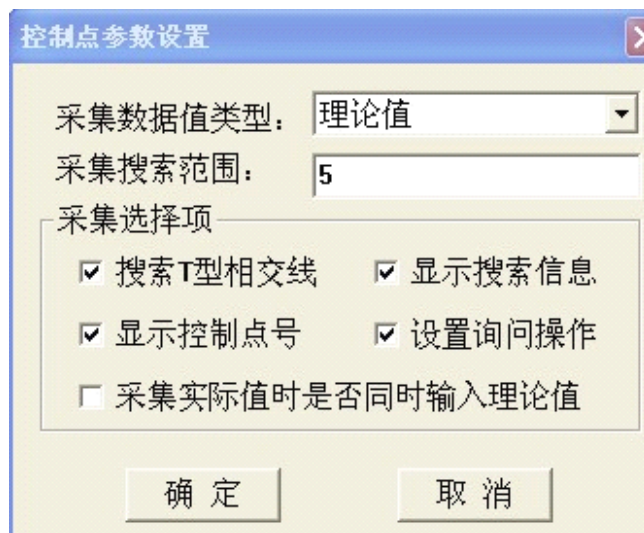 控制点参数设置
采集数据值类型： 理论值
采集搜索范围： 5
采集选择项
搜索T型相交线 显示搜索信息
显示控制点号 设置询问操作
采集实际值时是否同时输入理论值
确 定 取 消